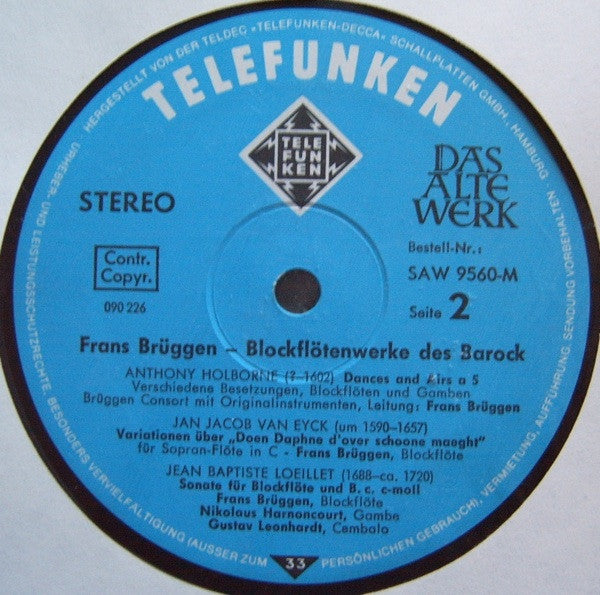 HERGESTELLT VON DER TELDEC »TELEFUNKEN-DECCA« SCHALLPLATTEN GMBH., HAMBURG
TELEFUNKEN
TELE
FUN
KEN
STEREO
DAS
ALTE
WERK
Contr.
Copyr.
090 226
Bestell-Nr.:
SAW 9560-M
Seite 2
Frans Brüggen – Blockflötenwerke des Barock
ANTHONY HOLBORNE (?–1602) Dances and Airs a 5
Verschiedene Besetzungen, Blockflöten und Gamben
Brüggen Consort mit Originalinstrumenten, Leitung: Frans Brüggen
JAN JACOB VAN EYCK (um 1590–1657)
Variationen über „Doen Daphne d'over schoone maeght"
für Sopran-Flöte in C - Frans Brüggen, Blockflöte
JEAN BAPTISTE LOEILLET (1688–ca. 1720)
Sonate für Blockflöte und B. c. c-moll
Frans Brüggen, Blockflöte
Nikolaus Harnoncourt, Gambe
Gustav Leonhardt, Cembalo
33
URHEBER- UND LEISTUNGSSCHUTZRECHTE BESONDERS VERVIELFÄLTIGUNG (AUSSER ZUM PERSÖNLICHEN GEBRAUCH), VERMIETUNG, AUFFÜHRUNG, SENDUNG VORBEHALTEN